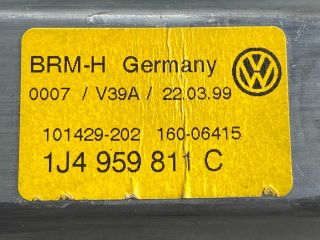 BRM-H Germany
0007 / V39A / 22.03.99
101429-202 160-06415
1J4 959 811 C